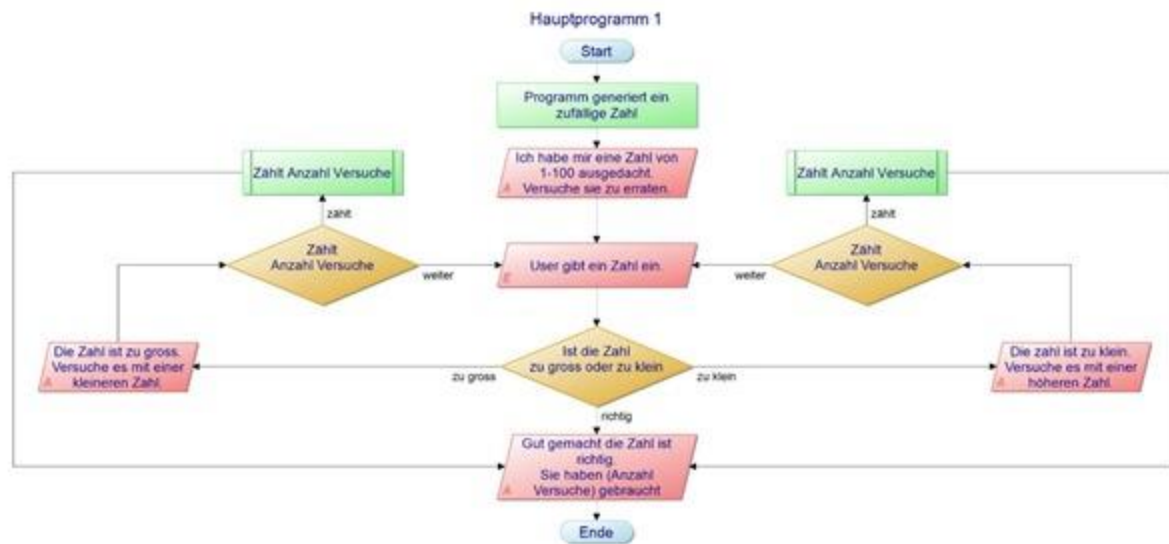 Hauptprogramm 1
Start
Programm generiert ein
zufällige Zahl
Ich habe mir eine Zahl von
1-100 ausgedacht.
Versuche sie zu erraten.
A
Zählt Anzahl Versuche
zählt
Zählt
Anzahl Versuche
weiter
User gibt ein Zahl ein.
E
Zählt Anzahl Versuche
zählt
Zählt
Anzahl Versuche
weiter
Die Zahl ist zu gross.
Versuche es mit einer
kleineren Zahl.
A
zu gross
Ist die Zahl
zu gross oder zu klein
zu klein
Die zahl ist zu klein.
Versuche es mit einer
höheren Zahl.
A
richtig
Gut gemacht die Zahl ist
richtig
Sie haben (Anzahl
Versuche) gebraucht
A
Ende